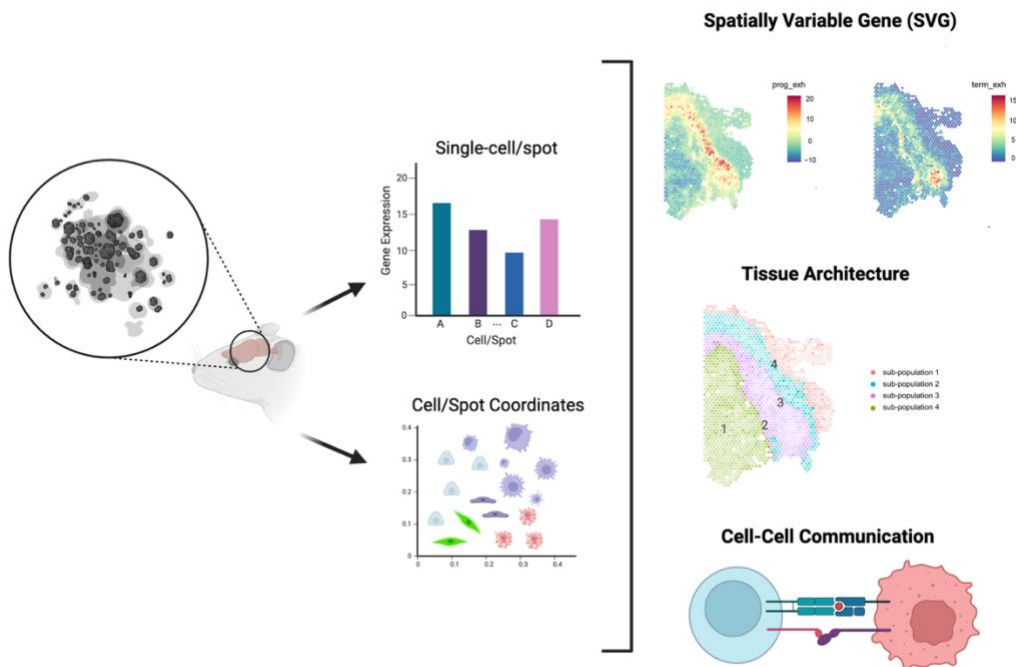 Spatially Variable Gene (SVG)
prog_exh
20
10
0
−10
term_exh
15
10
5
0
Single-cell/spot
Gene Expression
20
15
10
5
0
A B ... C D
Cell/Spot
Tissue Architecture
4
3
2
1
sub-population 1
sub-population 2
sub-population 3
sub-population 4
Cell/Spot Coordinates
0.4
0.3
0.2
0.1
0
0 0.1 0.2 0.3 0.4
Cell-Cell Communication